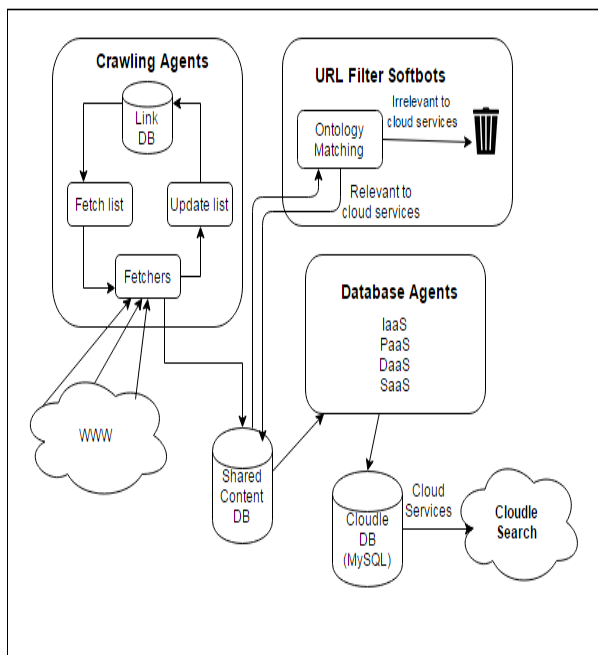 Crawling Agents
Link
DB
Fetch list
Update list
Fetchers
WWW
URL Filter Softbots
Ontology
Matching
Irrelevant to
cloud services
Relevant to
cloud services
Database Agents
IaaS
PaaS
DaaS
SaaS
Shared
Content
DB
Cloudle
DB
(MySQL)
Cloud
Services
Cloudle
Search